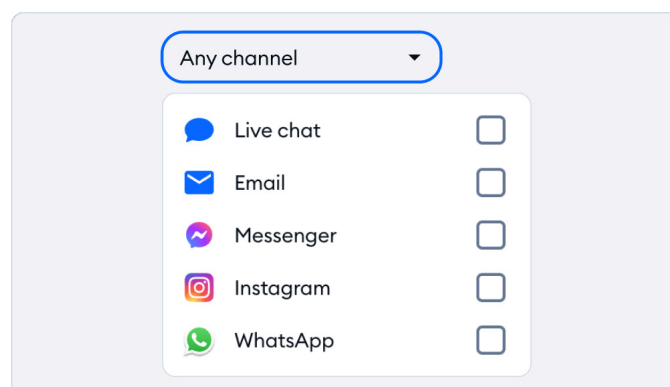 Any channel
Live chat
Email
Messenger
Instagram
WhatsApp